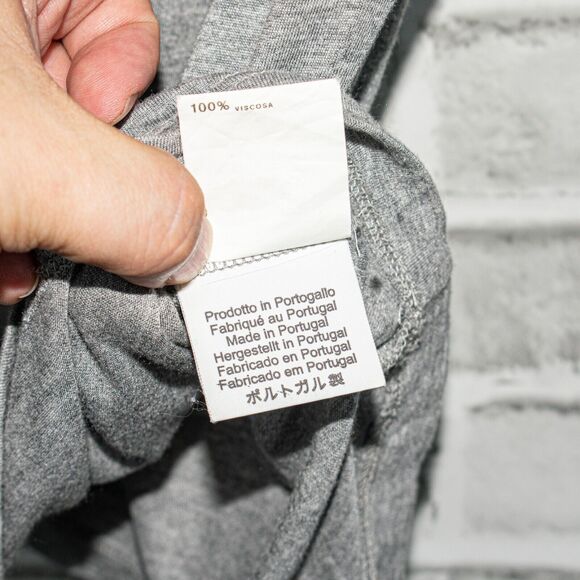 100% VISCOSA
Prodotto in Portogallo
Fabriqué au Portugal
Made in Portugal
Hergestellt in Portugal
Fabricado en Portugal
Fabricado em Portugal
ポルトガル製